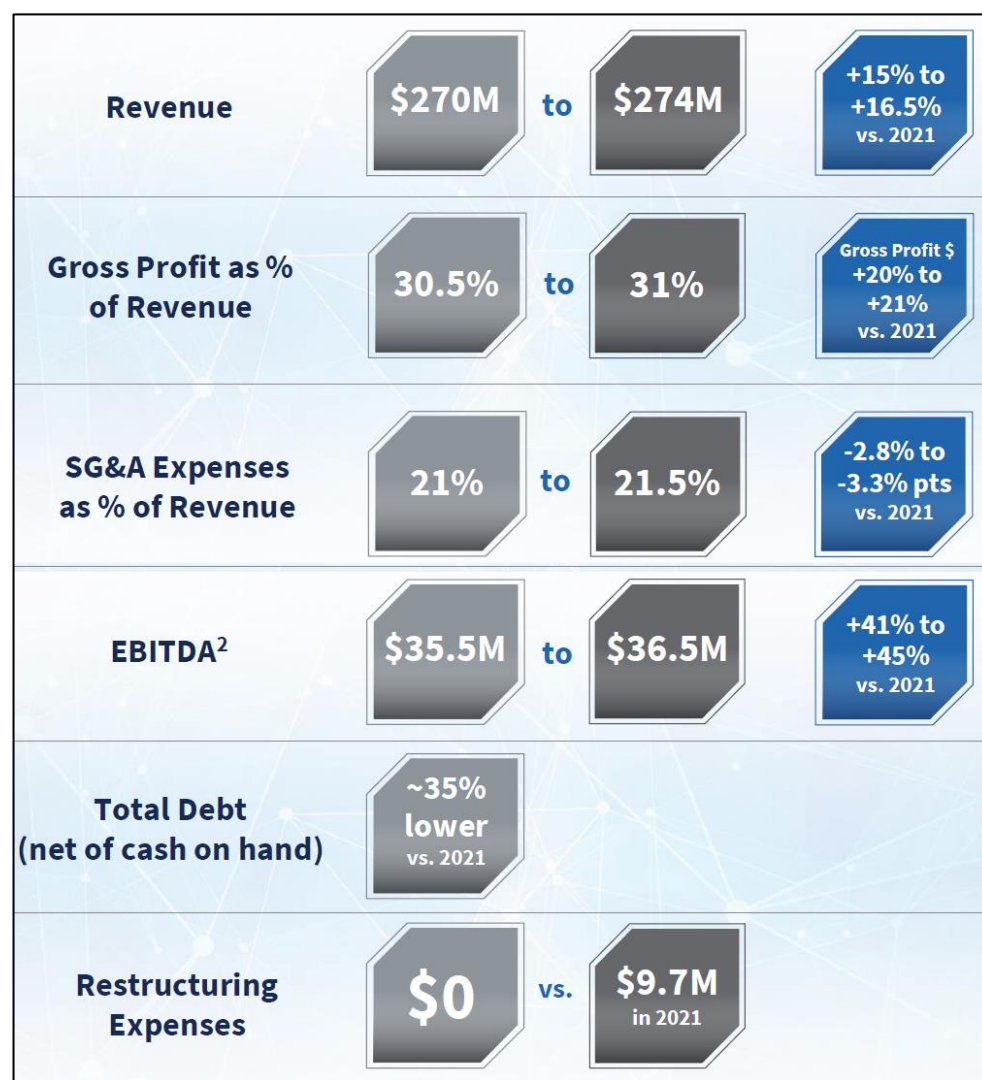 Revenue
$270M
to
$274M
+15% to
+16.5%
vs. 2021
Gross Profit as %
of Revenue
30.5%
to
31%
Gross Profit $
+20% to
+21%
vs. 2021
SG&A Expenses
as % of Revenue
21%
to
21.5%
-2.8% to
-3.3% pts
vs. 2021
EBITDA²
$35.5M
to
$36.5M
+41% to
+45%
vs. 2021
Total Debt
(net of cash on hand)
~35%
lower
vs. 2021
Restructuring
Expenses
$0
vs.
$9.7M
in 2021